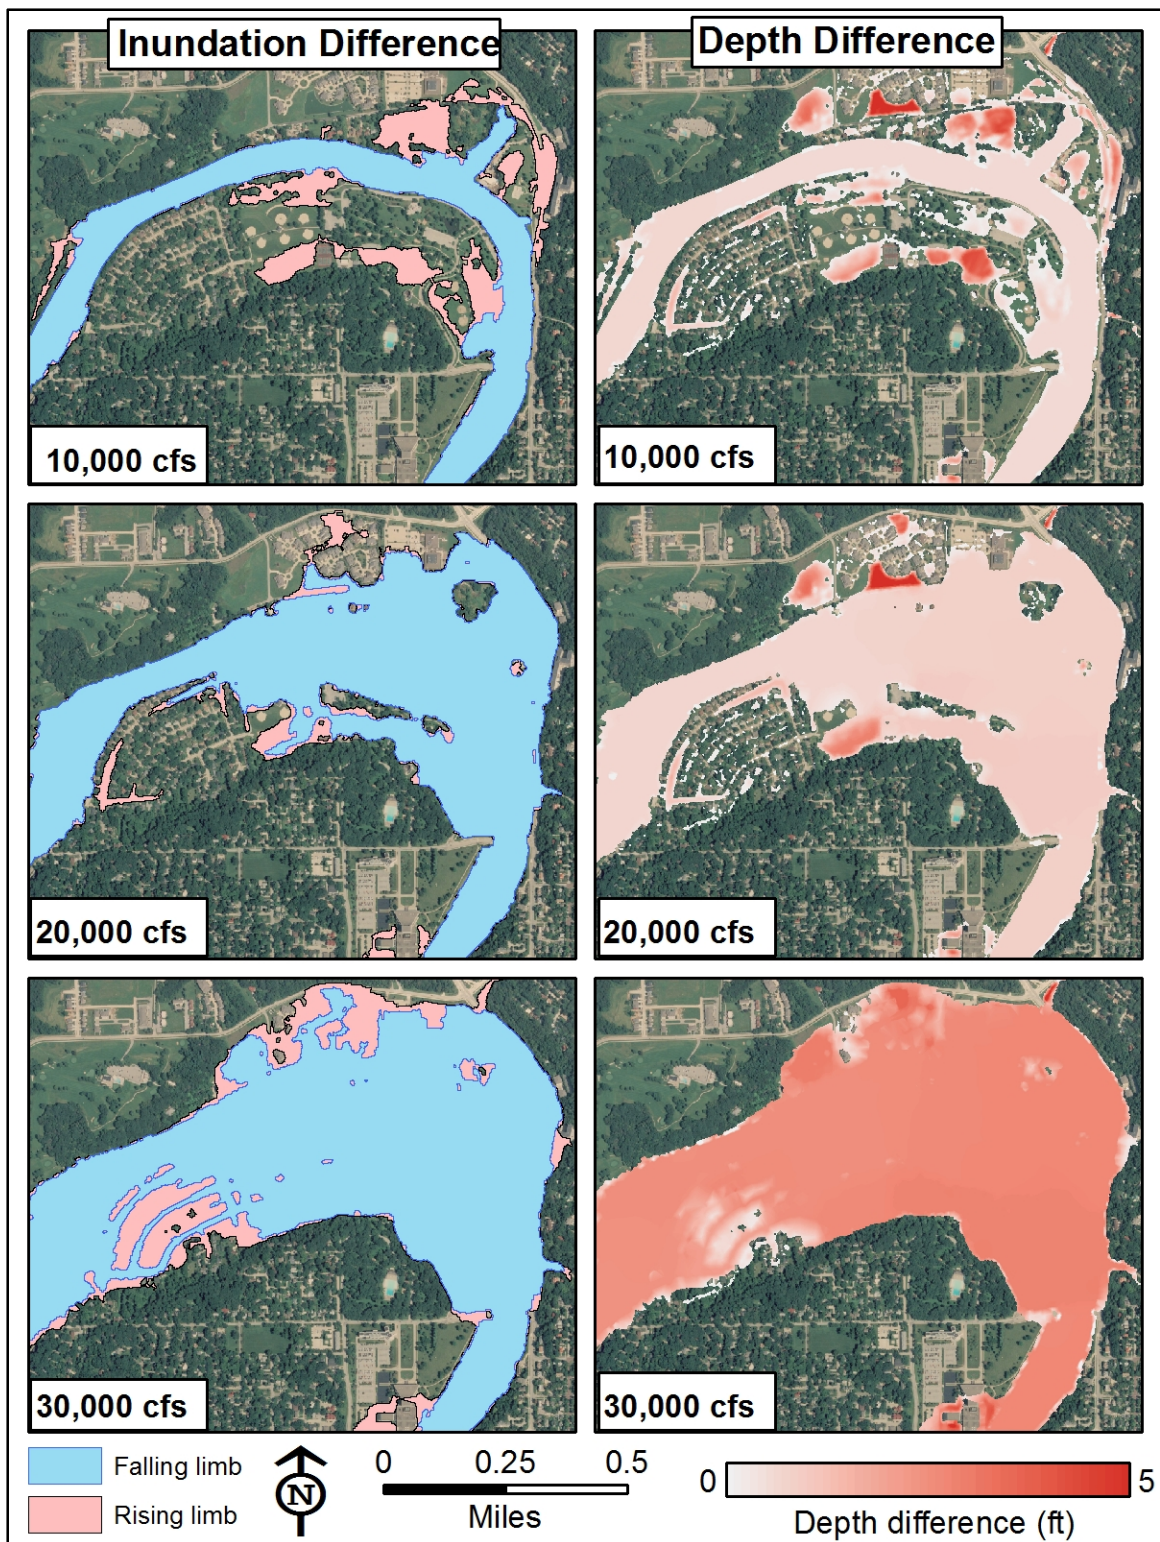 Inundation Difference
Depth Difference
10,000 cfs
10,000 cfs
20,000 cfs
20,000 cfs
30,000 cfs
30,000 cfs
Falling limb
Rising limb
N
0 0.25 0.5
Miles
0 5
Depth difference (ft)